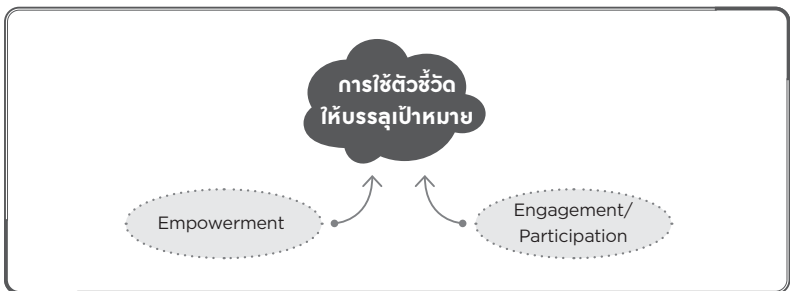 การใช้ตัวชี้วัด
ให้บรรลุเป้าหมาย
Empowerment
Engagement/
Participation